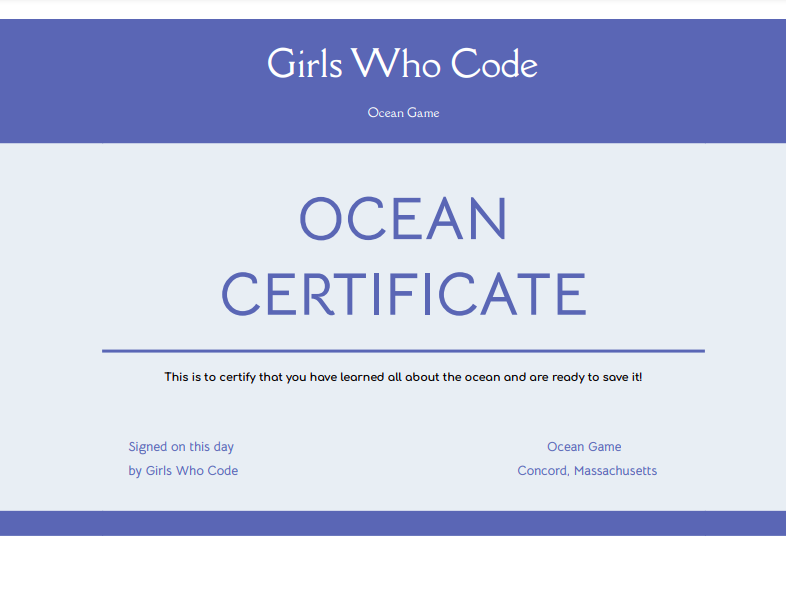 Girls Who Code
Ocean Game
OCEAN
CERTIFICATE
This is to certify that you have learned all about the ocean and are ready to save it!
Signed on this day
by Girls Who Code
Ocean Game
Concord, Massachusetts